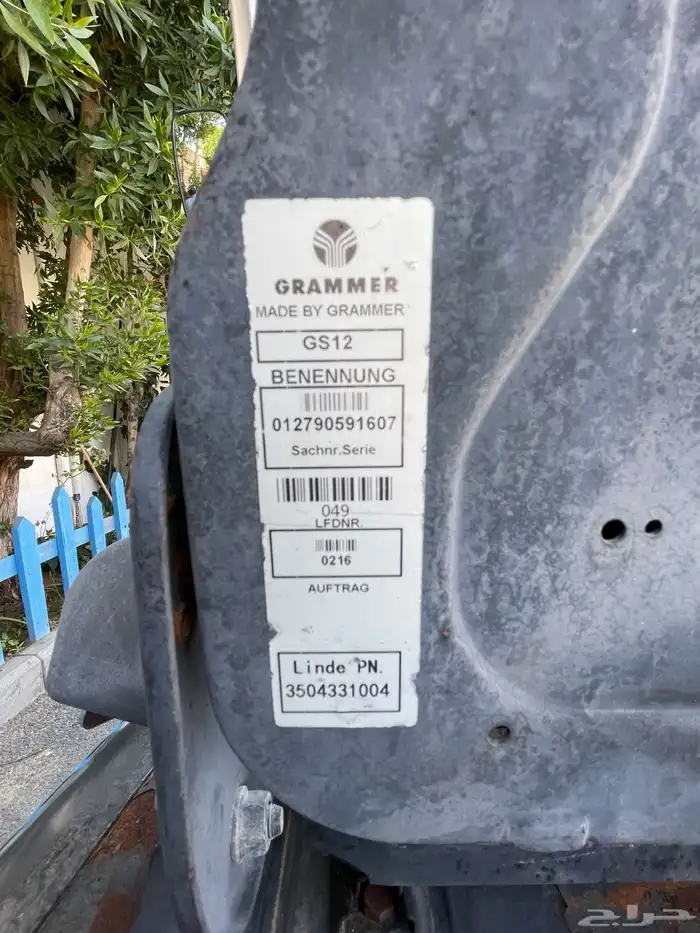 GRAMMER
MADE BY GRAMMER
GS12
BENENNUNG
012790591607
Sachnr.Serie
049
LFDNR.
0216
AUFTRAG
Linde PN.
3504331004
حراج